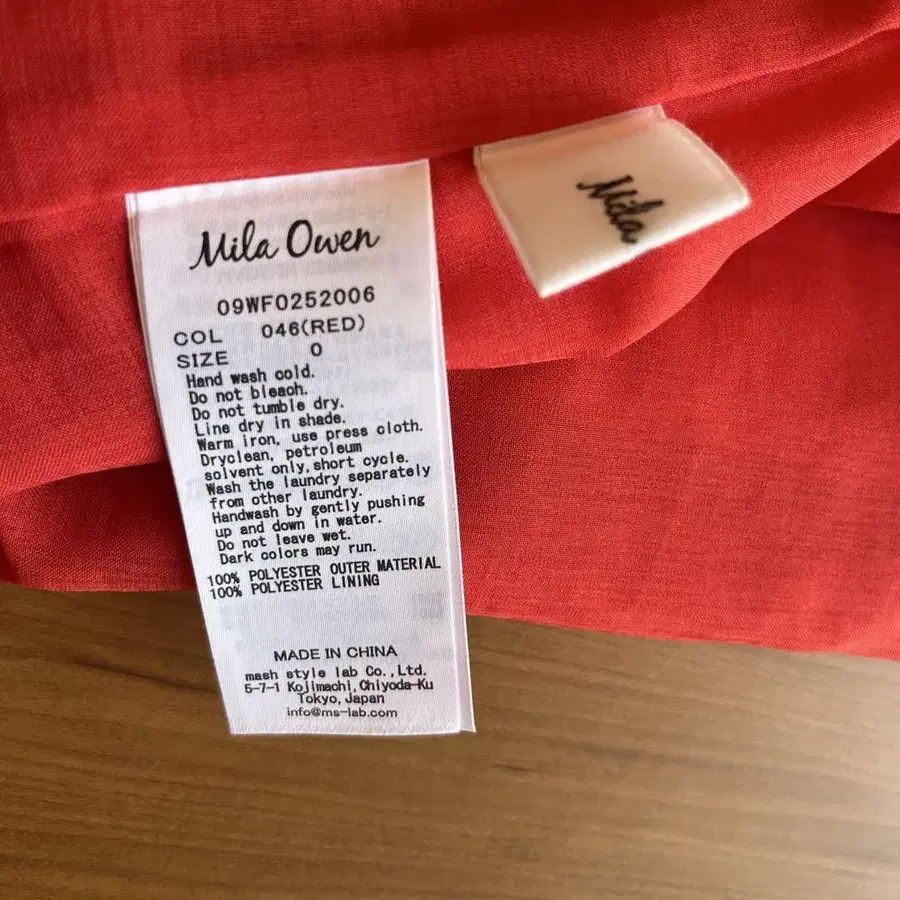 Mila Owen
09WF0252006
COL 046(RED)
SIZE 0
Hand wash cold.
Do not bleach.
Do not tumble dry.
Line dry in shade.
Warm iron, use press cloth.
Dryclean, petroleum
solvent only,short cycle.
Wash the laundry separately
from other laundry.
Handwash by gently pushing
up and down in water.
Do not leave wet.
Dark colors may run.
100% POLYESTER OUTER MATERIAL
100% POLYESTER LINING
MADE IN CHINA
mash style lab Co.,Ltd.
5-7-1 Kojimachi,Chiyoda-Ku
Tokyo,Japan
info@ms-lab.com
Mila